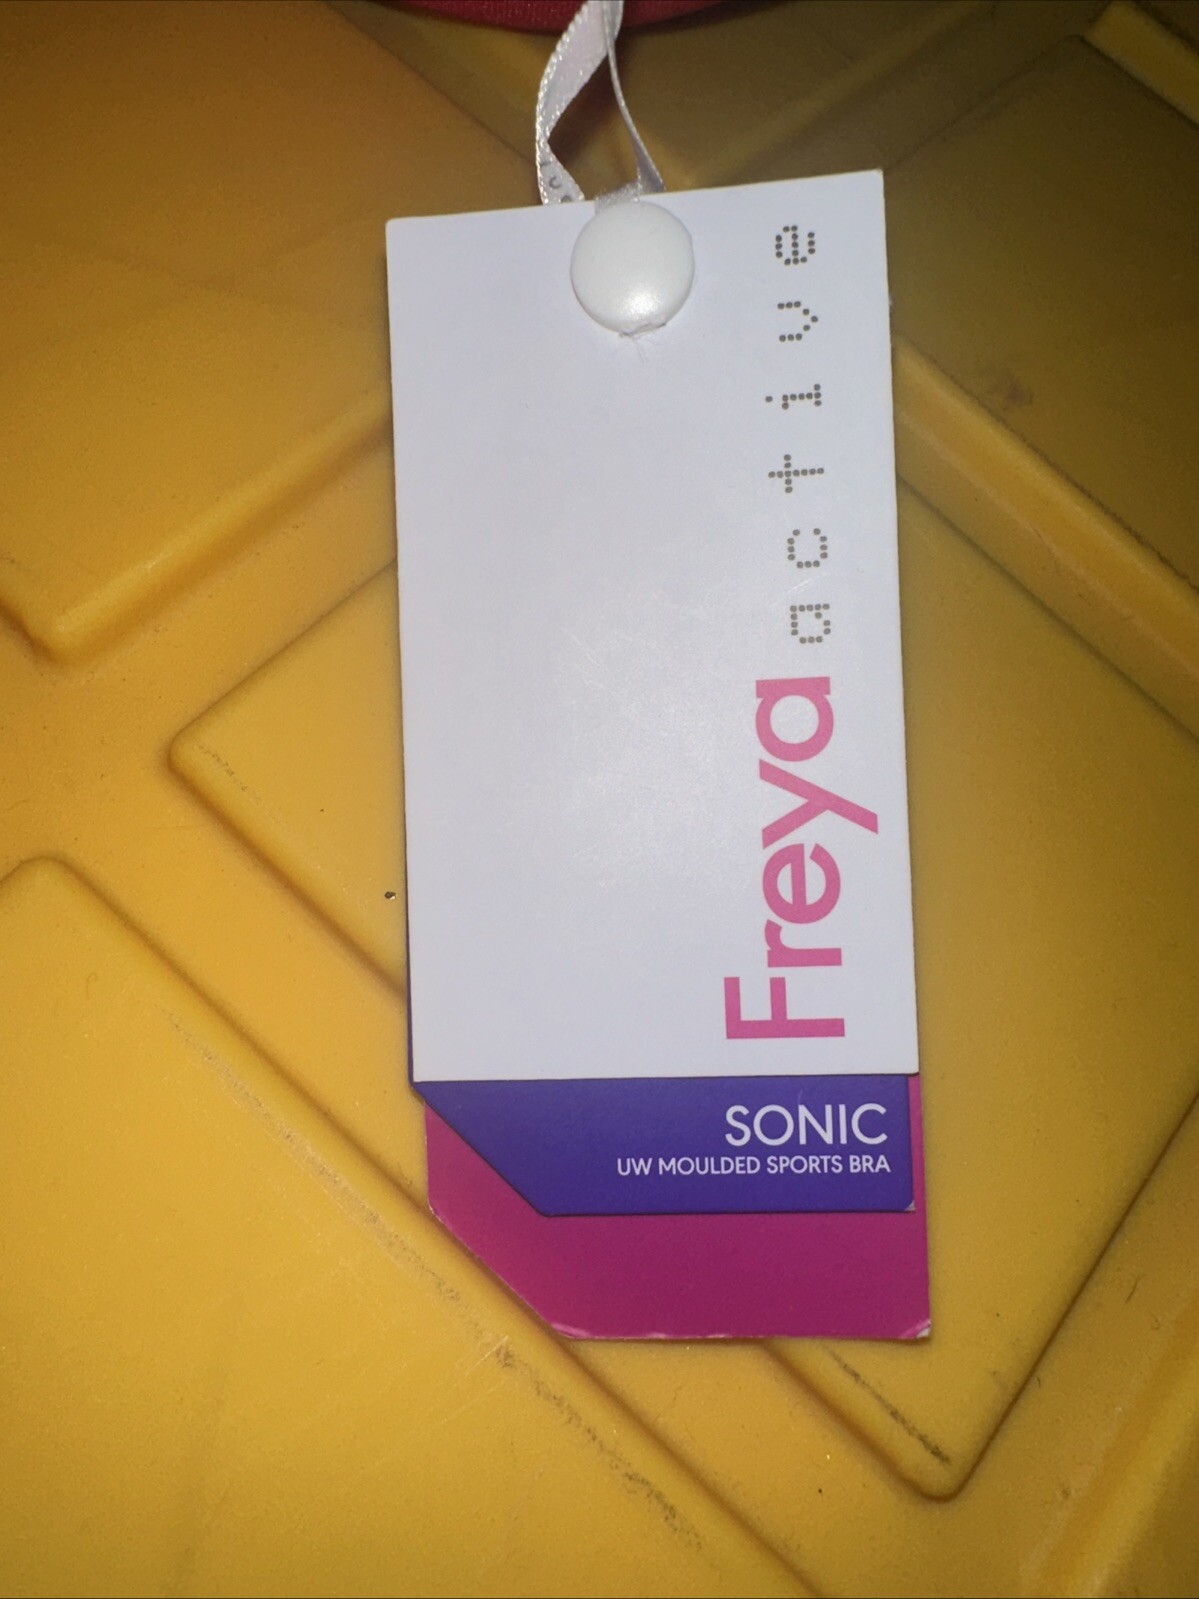 Freya active
SONIC
UW MOULDED SPORTS BRA